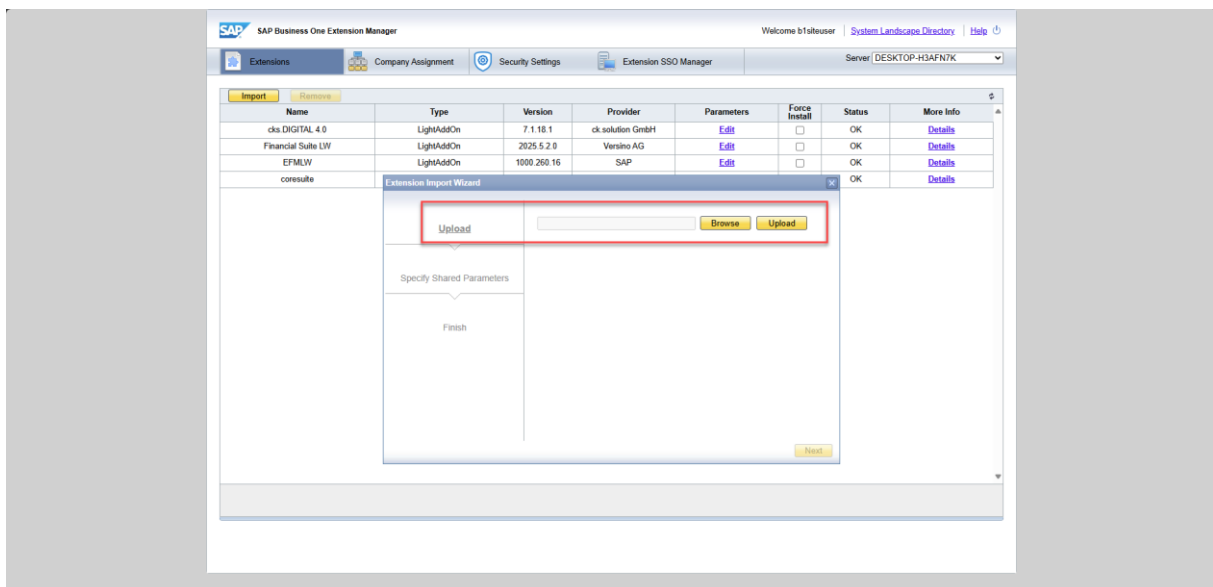 SAP SAP Business One Extension Manager Welcome b1siteuser System Landscape Directory Help
Extensions Company Assignment Security Settings Extension SSO Manager Server DESKTOP-H3AFN7K
Import Remove
Name Type Version Provider Parameters Force Install Status More Info
cks.DIGITAL 4.0 LightAddOn 7.1.18.1 ck.solution GmbH Edit OK Details
Financial Suite LW LightAddOn 2025.5.2.0 Versino AG Edit OK Details
EFMLW LightAddOn 1000.260.16 SAP Edit OK Details
coresuite OK Details
Extension Import Wizard
Upload Browse Upload
Specify Shared Parameters
Finish
Next